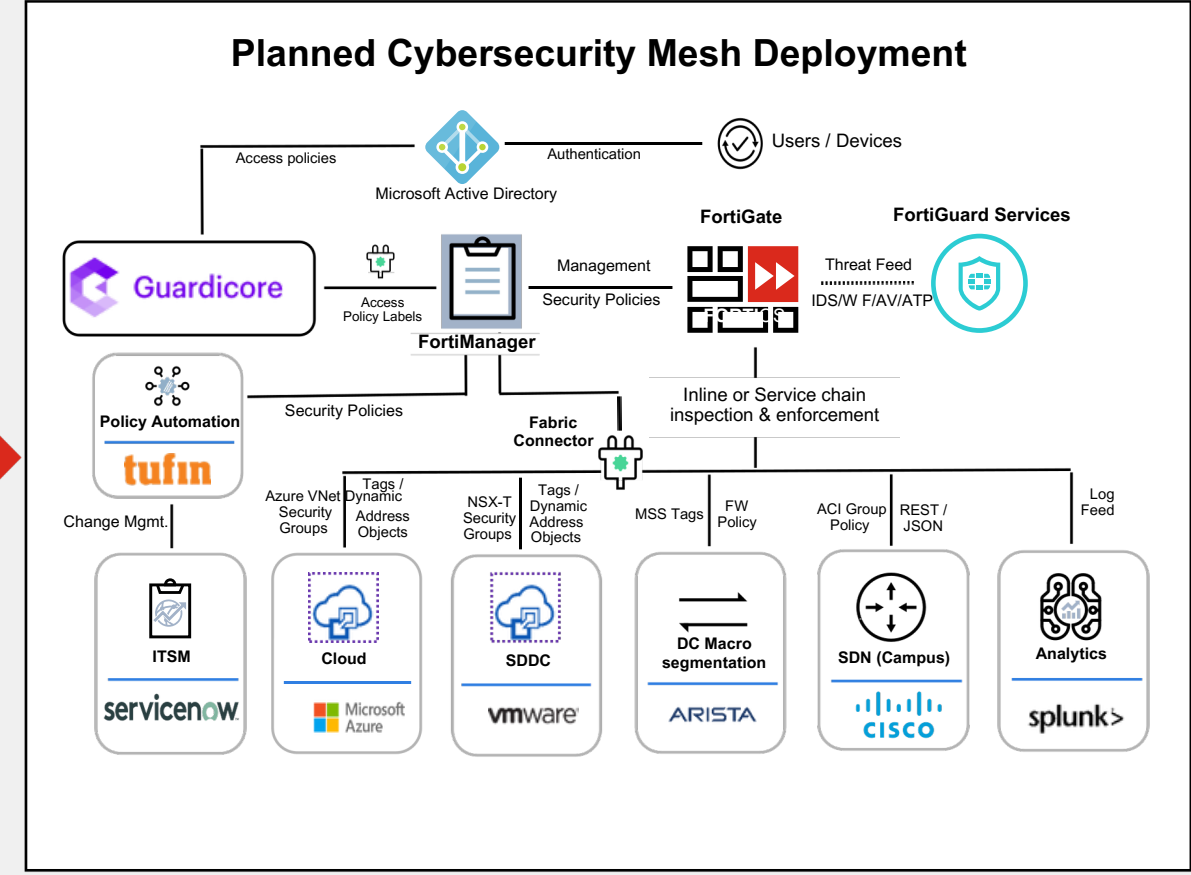 Planned Cybersecurity Mesh Deployment
Access policies
Authentication
Users / Devices
Microsoft Active Directory
FortiGate
FortiGuard Services
Guardicore
Access
Policy Labels
FortiManager
Management
Security Policies
FORTIOS
Threat Feed
IDS/W F/AV/ATP
Policy Automation
tufin
Security Policies
Fabric
Connector
Inline or Service chain
inspection & enforcement
Change Mgmt.
Azure VNet
Security
Groups
Tags /
Dynamic
Address
Objects
NSX-T
Security
Groups
Tags /
Dynamic
Address
Objects
MSS Tags
FW
Policy
ACI Group
Policy
REST /
JSON
Log
Feed
ITSM
servicenow
Cloud
Microsoft
Azure
SDDC
vmware
DC Macro
segmentation
ARISTA
SDN (Campus)
CISCO
Analytics
splunk>